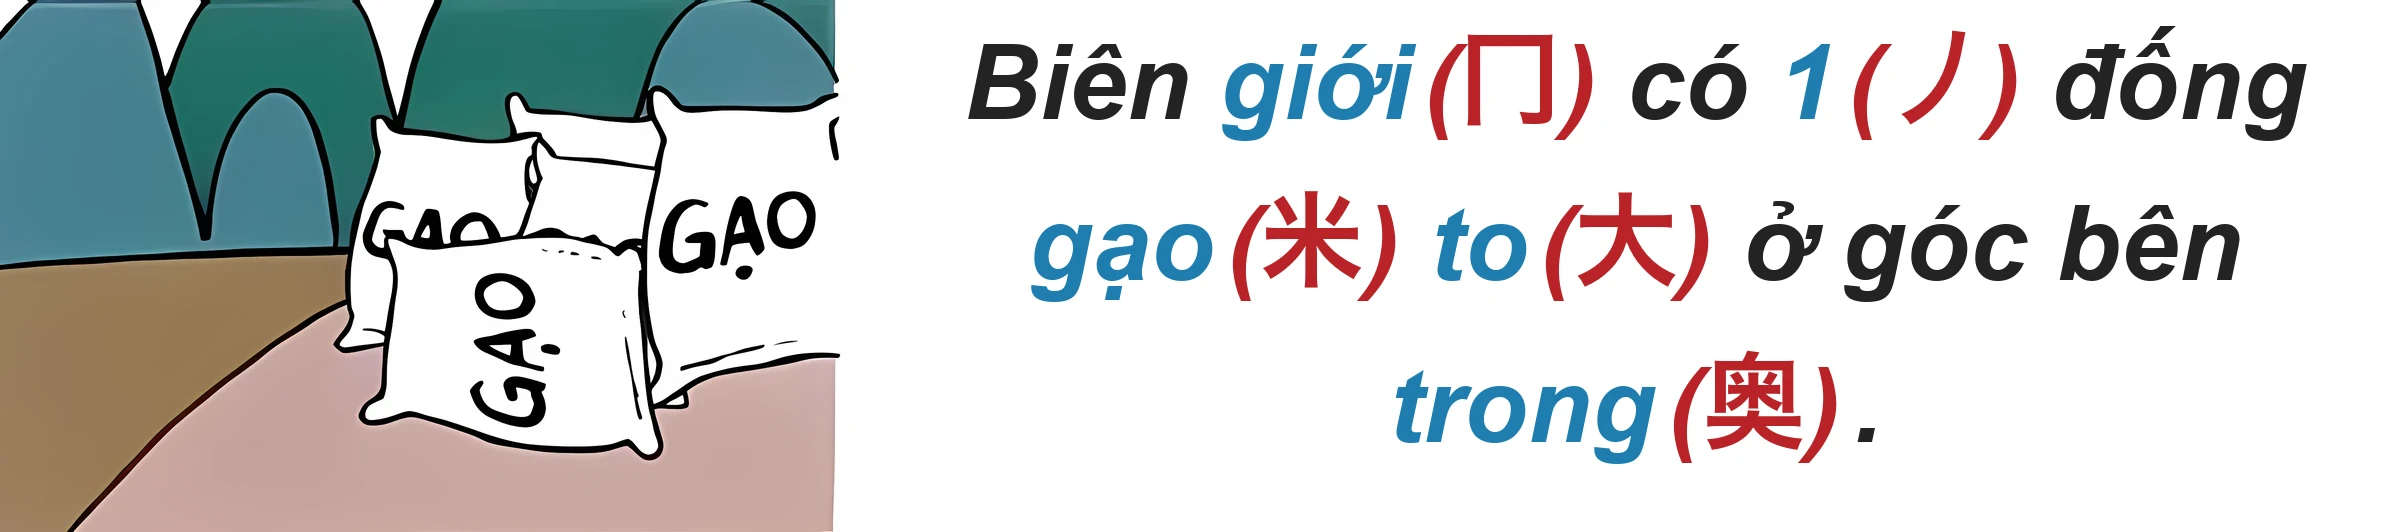 GẠO
GẠO
GẠO
Biên giới(冂) có 1(丿) đống
gạo(米) to(大) ở góc bên
trong(奥).